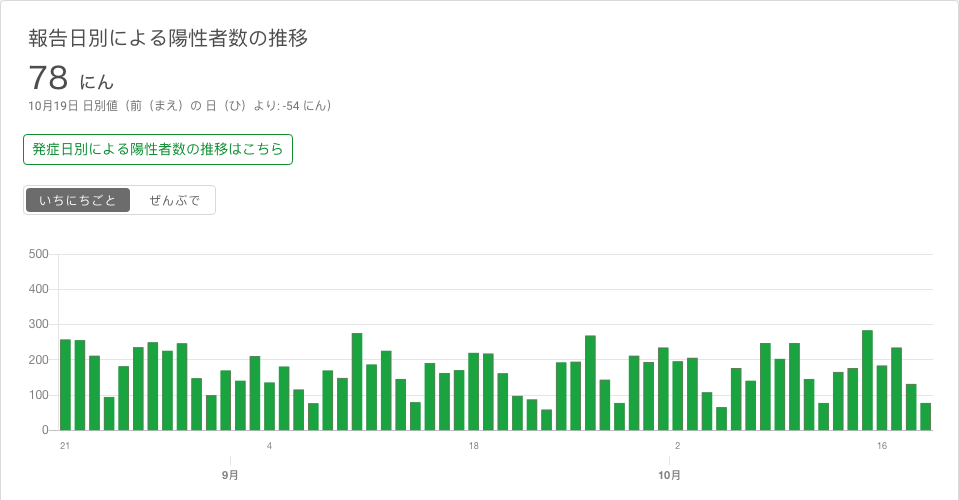 報告日別による陽性者数の推移
78 にん
10月19日 日別値（前（まえ）の 日（ひ）より: -54 にん）
発症日別による陽性者数の推移はこちら
いちにちごと ぜんぶで
500
400
300
200
100
0
21 4 18 2 16
9月 10月